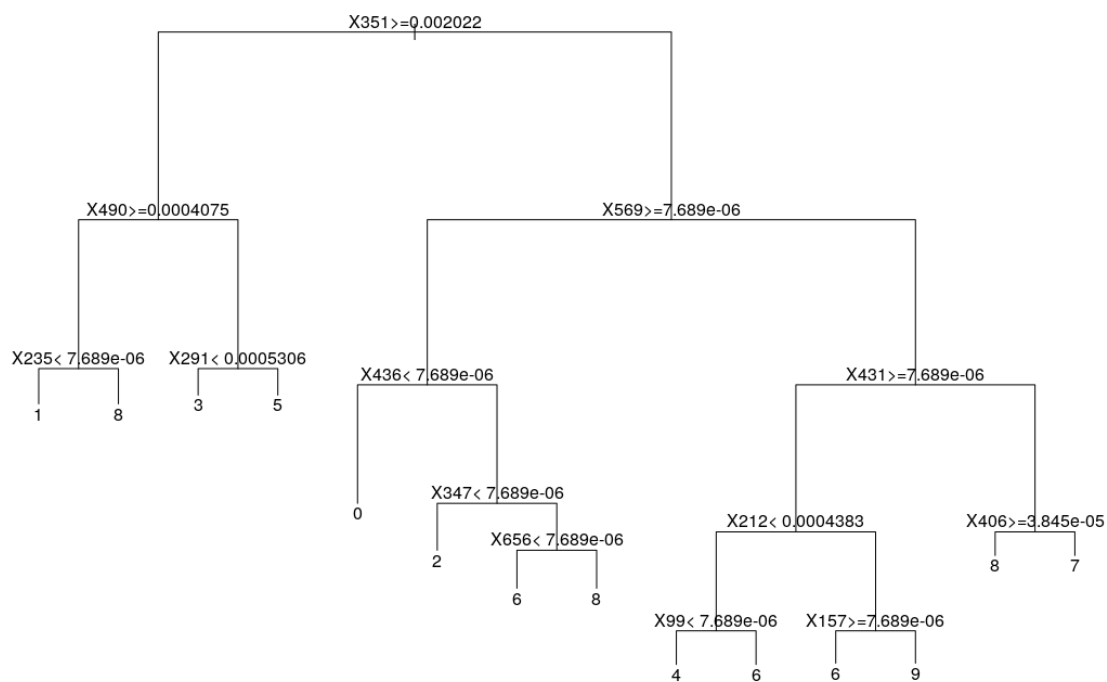 X351>=0.002022
X490>=0.0004075
X569>=7.689e-06
X235< 7.689e-06
X291< 0.0005306
X436< 7.689e-06
X431>=7.689e-06
1
8
3
5
X347< 7.689e-06
0
X212< 0.0004383
X406>=3.845e-05
X656< 7.689e-06
2
8
7
6
8
X99< 7.689e-06
X157>=7.689e-06
4
6
6
9